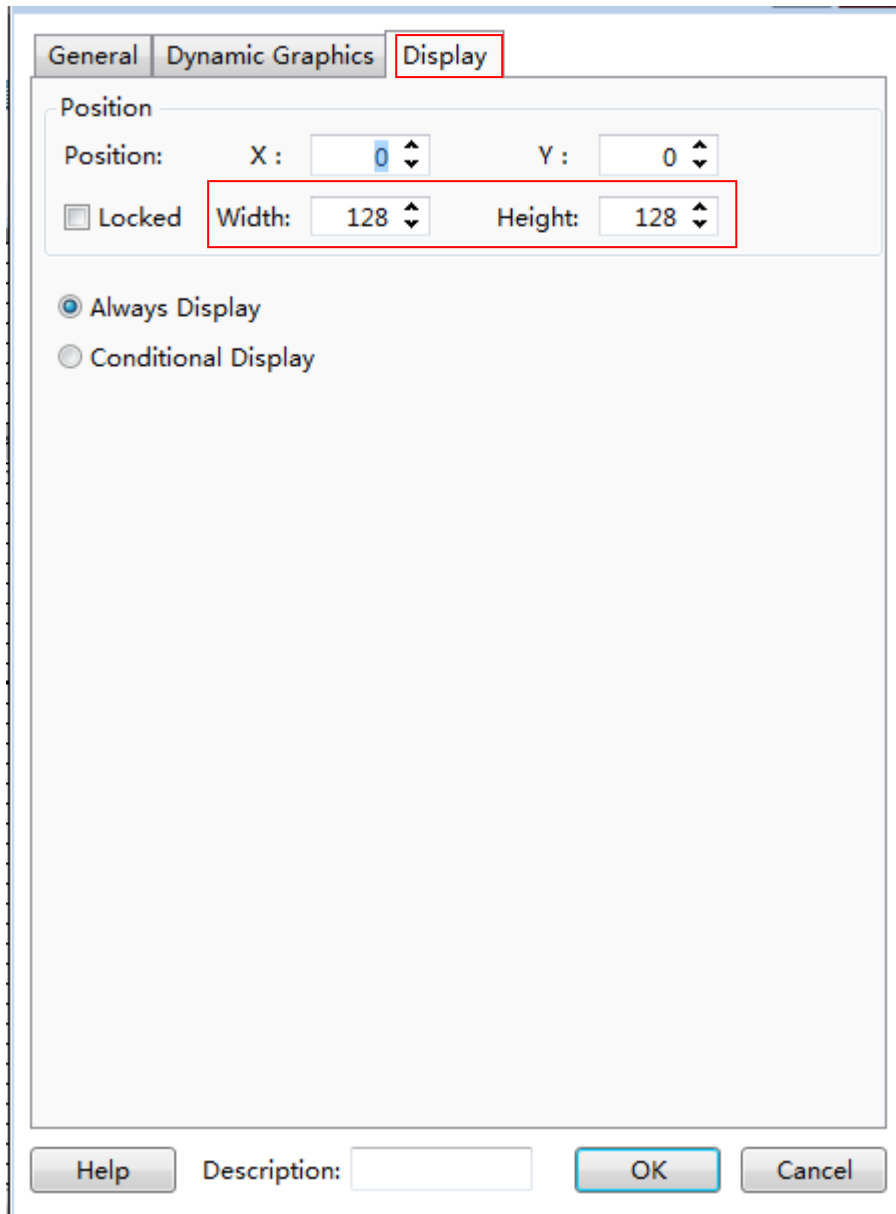 General Dynamic Graphics Display
Position
Position: X : 0 Y : 0
Locked Width: 128 Height: 128
Always Display
Conditional Display
Help Description: OK Cancel